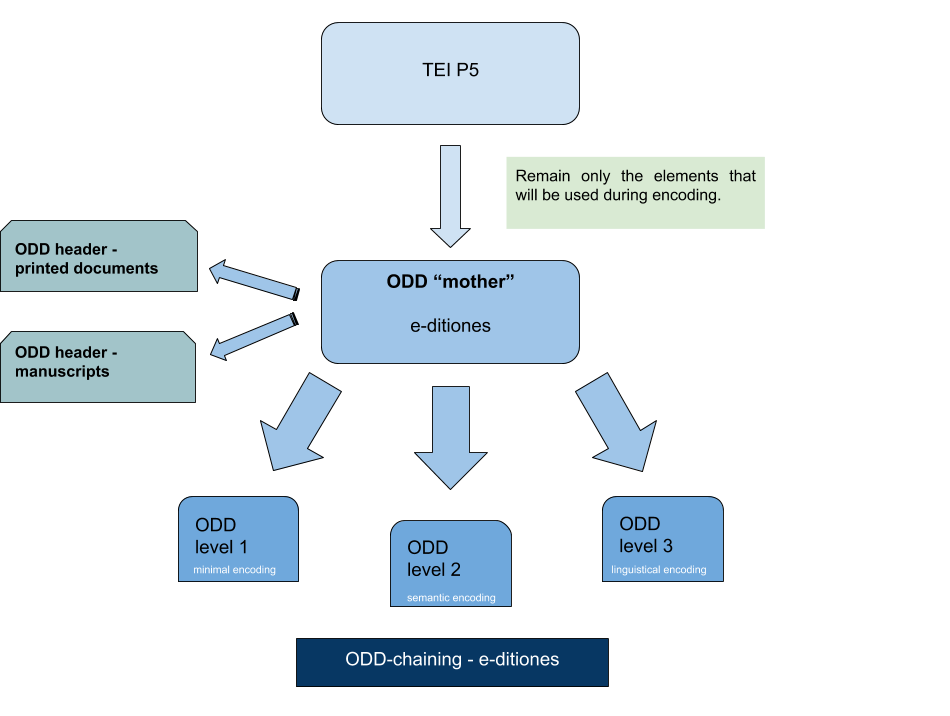 TEI P5
Remain only the elements that
will be used during encoding.
ODD header -
printed documents
ODD “mother”
e-ditiones
ODD header -
manuscripts
ODD
level 1
minimal encoding
ODD
level 2
semantic encoding
ODD
level 3
linguistical encoding
ODD-chaining - e-ditiones